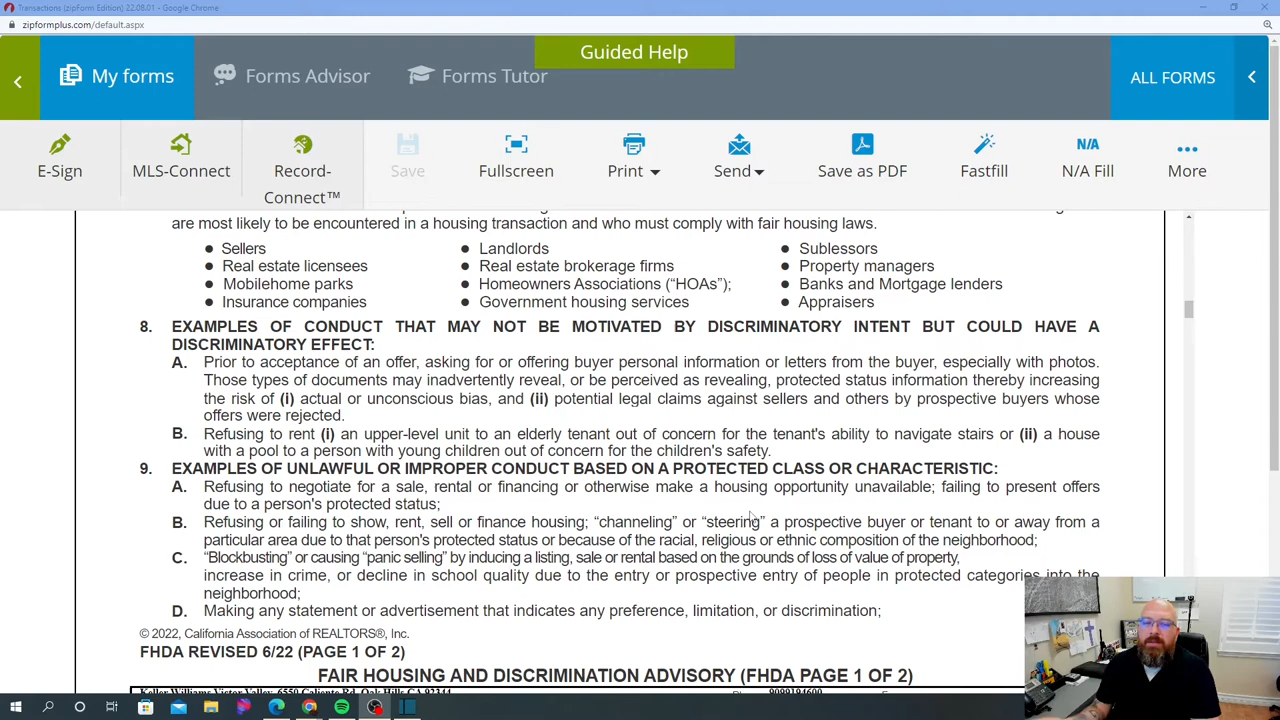 Transactions (zipForm Edition) 22.08.01 - Google Chrome
zipformplus.com/default.aspx
Guided Help
My forms
Forms Advisor
Forms Tutor
ALL FORMS
E-Sign
MLS-Connect
Record-
Connect™
Save
Fullscreen
Print
Send
Save as PDF
N/A
Fastfill
N/A Fill
More
are most likely to be encountered in a housing transaction and who must comply with fair housing laws.
● Sellers ● Landlords ● Sublessors
● Real estate licensees ● Real estate brokerage firms ● Property managers
● Mobilehome parks ● Homeowners Associations (“HOAs”); ● Banks and Mortgage lenders
● Insurance companies ● Government housing services ● Appraisers
8. EXAMPLES OF CONDUCT THAT MAY NOT BE MOTIVATED BY DISCRIMINATORY INTENT BUT COULD HAVE A
DISCRIMINATORY EFFECT:
A. Prior to acceptance of an offer, asking for or offering buyer personal information or letters from the buyer, especially with photos.
Those types of documents may inadvertently reveal, or be perceived as revealing, protected status information thereby increasing
the risk of (i) actual or unconscious bias, and (ii) potential legal claims against sellers and others by prospective buyers whose
offers were rejected.
B. Refusing to rent (i) an upper-level unit to an elderly tenant out of concern for the tenant's ability to navigate stairs or (ii) a house
with a pool to a person with young children out of concern for the children's safety.
9. EXAMPLES OF UNLAWFUL OR IMPROPER CONDUCT BASED ON A PROTECTED CLASS OR CHARACTERISTIC:
A. Refusing to negotiate for a sale, rental or financing or otherwise make a housing opportunity unavailable; failing to present offers
due to a person's protected status;
B. Refusing or failing to show, rent, sell or finance housing; “channeling” or “steering” a prospective buyer or tenant to or away from a
particular area due to that person's protected status or because of the racial, religious or ethnic composition of the neighborhood;
C. “Blockbusting” or causing “panic selling” by inducing a listing, sale or rental based on the grounds of loss of value of property,
increase in crime, or decline in school quality due to the entry or prospective entry of people in protected categories into the
neighborhood;
D. Making any statement or advertisement that indicates any preference, limitation, or discrimination;
© 2022, California Association of REALTORS®, Inc.
FHDA REVISED 6/22 (PAGE 1 OF 2)
FAIR HOUSING AND DISCRIMINATION ADVISORY (FHDA PAGE 1 OF 2)
Keller Williams Victor Valley, 6550 Caliente Rd. Oak Hills CA 92344